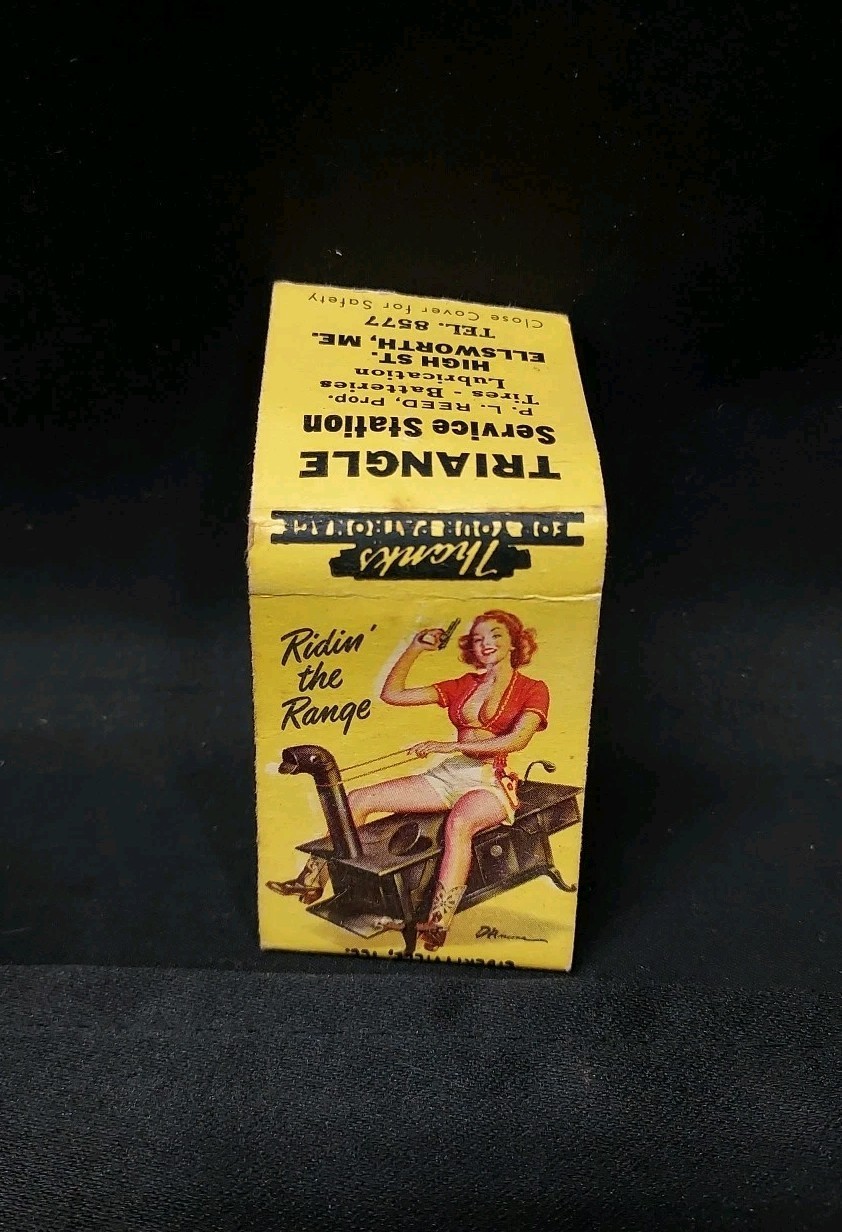 TRIANGLE
Service Station
P. L. REED, Prop.
Tires - Batteries
Lubrication
HIGH ST.
ELLSWORTH, ME.
TEL. 8577
Close Cover for Safety
Thanks
FOR YOUR PATRONAGE
Ridin'
the
Range